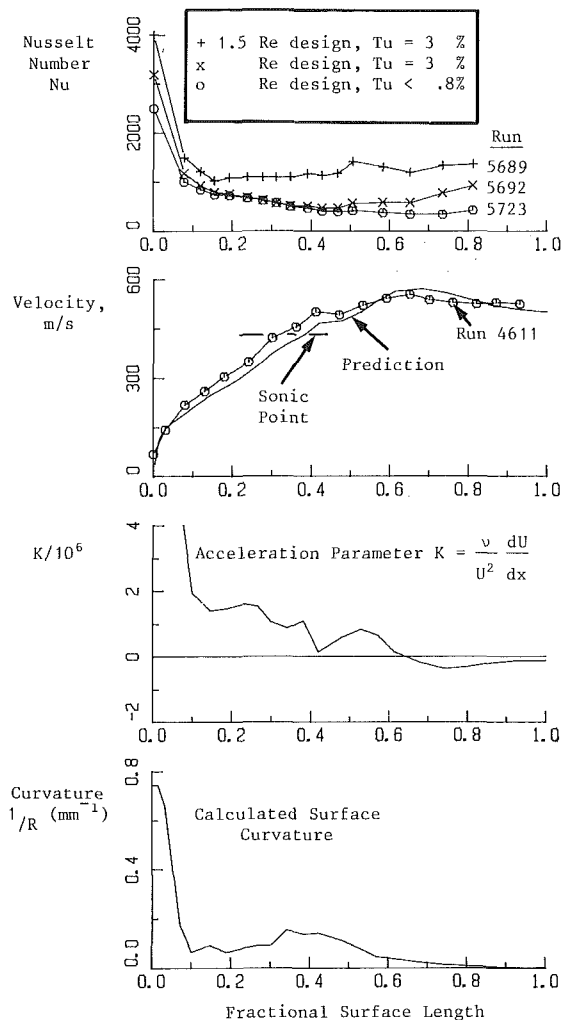 Nusselt
Number
Nu
4000
2000
0
+ 1.5 Re design, Tu = 3 %
x Re design, Tu = 3 %
o Re design, Tu < .8%
Run
5689
5692
5723
0.0 0.2 0.4 0.6 0.8 1.0
Velocity,
m/s
600
300
0
Run 4611
Prediction
Sonic
Point
0.0 0.2 0.4 0.6 0.8 1.0
K/10⁶
4
2
0
-2
Acceleration Parameter K = ν/U² dU/dx
0.0 0.2 0.4 0.6 0.8 1.0
Curvature
1/R (mm⁻¹)
0.8
0.4
0.0
Calculated Surface
Curvature
0.0 0.2 0.4 0.6 0.8 1.0
Fractional Surface Length